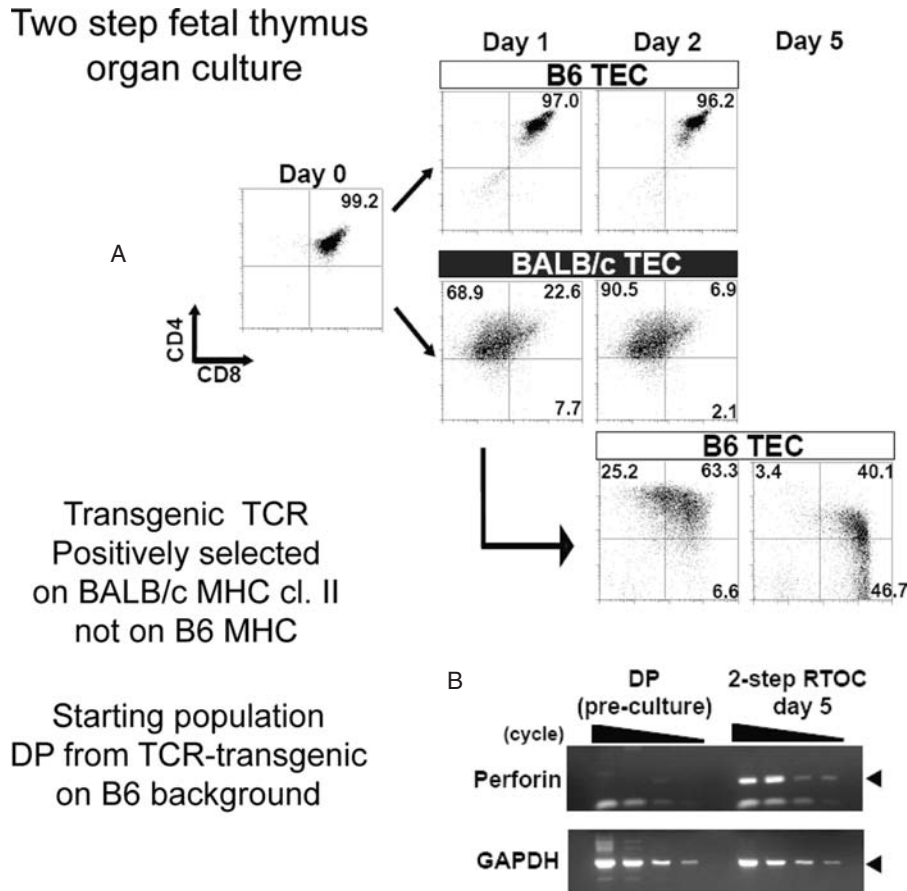 Two step fetal thymus
organ culture
Day 1
Day 2
Day 5
B6 TEC
97.0
96.2
Day 0
99.2
A
CD4
CD8
BALB/c TEC
68.9
22.6
7.7
90.5
6.9
2.1
B6 TEC
25.2
63.3
6.6
3.4
40.1
46.7
Transgenic TCR
Positively selected
on BALB/c MHC cl. II
not on B6 MHC
Starting population
DP from TCR-transgenic
on B6 background
B
DP
(pre-culture)
2-step RTOC
day 5
(cycle)
Perforin
GAPDH